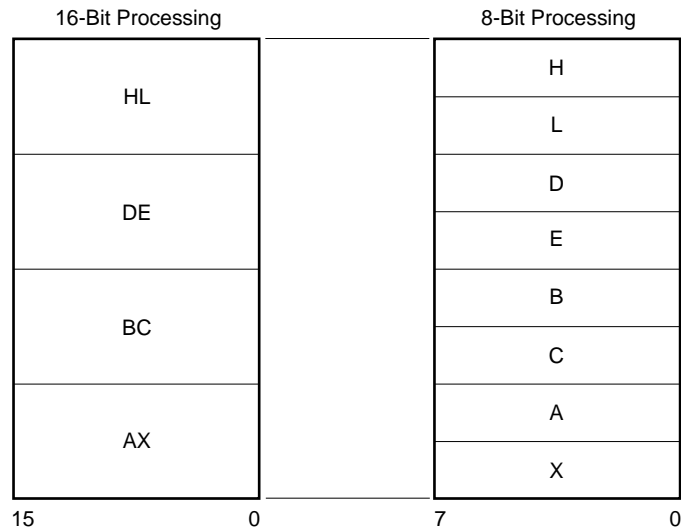 16-Bit Processing
8-Bit Processing
HL
DE
BC
AX
H
L
D
E
B
C
A
X
15 0
7 0